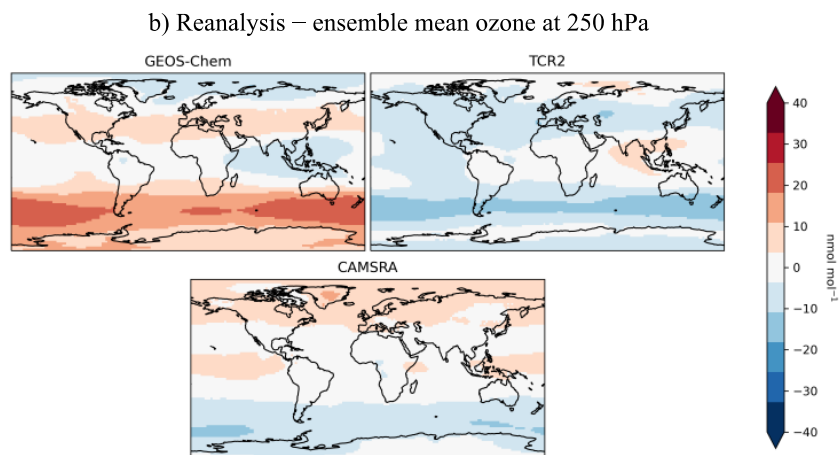 b) Reanalysis − ensemble mean ozone at 250 hPa
GEOS-Chem
TCR2
CAMSRA
40
30
20
10
0
−10
−20
−30
−40
nmol mol⁻¹